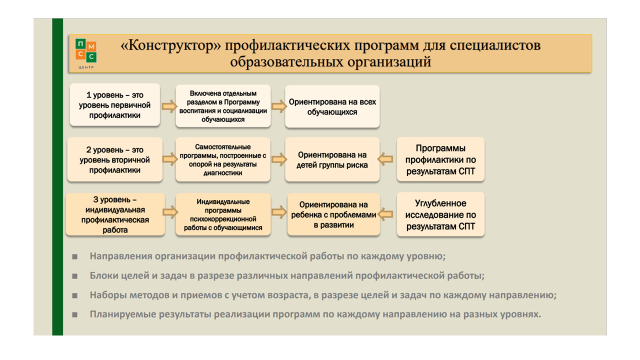 «Конструктор» профилактических программ для специалистов
образовательных организаций
П М
С С
ЦЕНТР
1 уровень – это
уровень первичной
профилактики
Включена отдельным
разделом в Программу
воспитания и социализации
обучающихся
Ориентирована на всех
обучающихся
2 уровень – это
уровень вторичной
профилактики
Самостоятельные
программы, построенные с
опорой на результаты
диагностики
Ориентирована на
детей группы риска
Программы
профилактики по
результатам СПТ
3 уровень –
индивидуальная
профилактическая
работа
Индивидуальные
программы
психокоррекционной
работы с обучающимися
Ориентирована на
ребенка с проблемами
в развитии
Углубленное
исследование по
результатам СПТ
Направления организации профилактической работы по каждому уровню;
Блоки целей и задач в разрезе различных направлений профилактической работы;
Наборы методов и приемов с учетом возраста, в разрезе целей и задач по каждому направлению;
Планируемые результаты реализации программ по каждому направлению на разных уровнях.